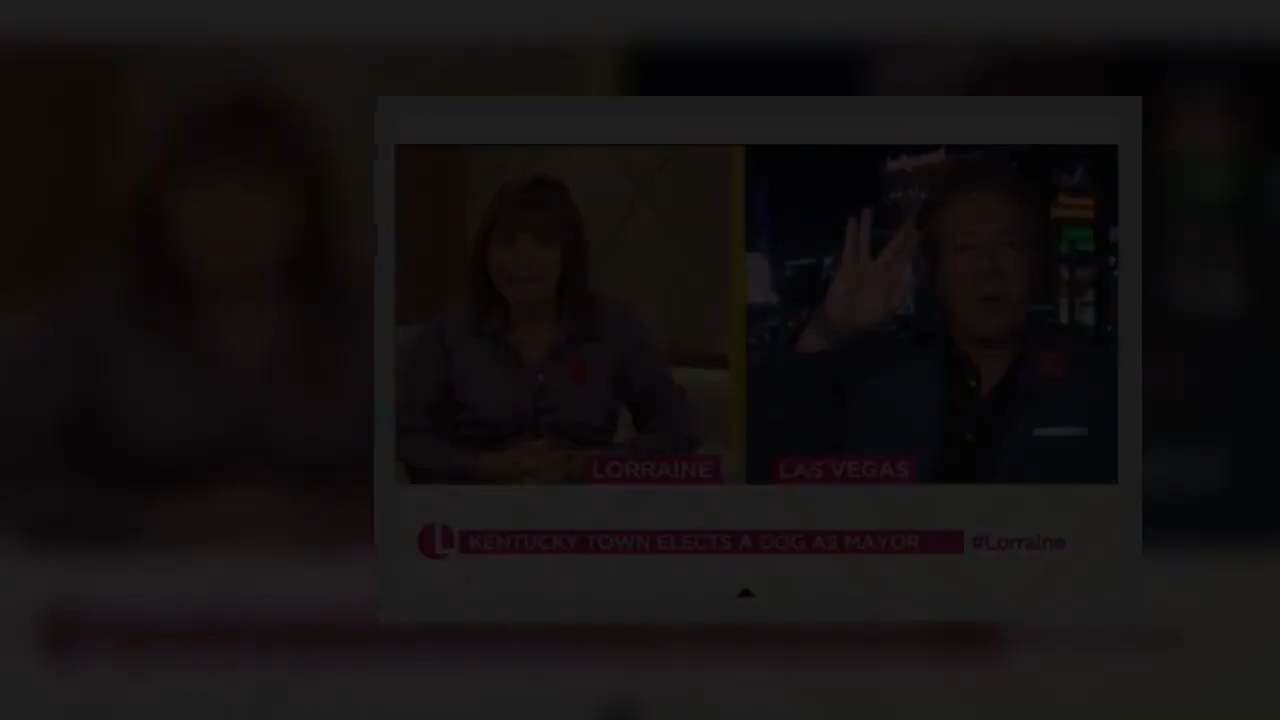 LORRAINE
LAS VEGAS
L KENTUCKY TOWN ELECTS A DOG AS MAYOR #Lorraine